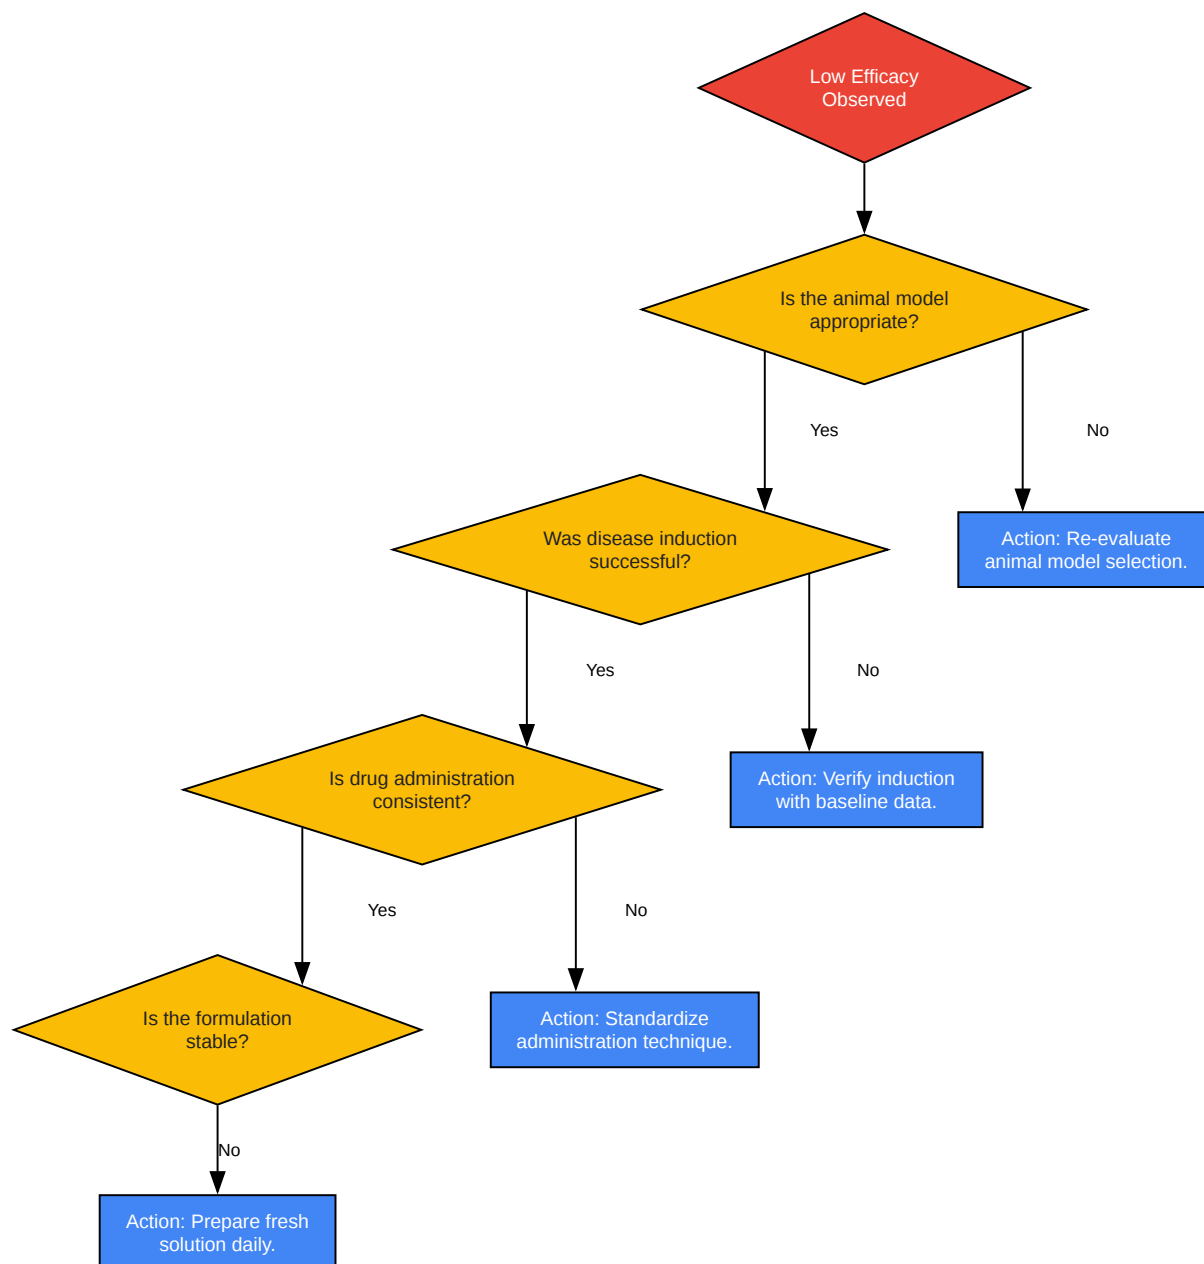 Low Efficacy
Observed
Is the animal model
appropriate?
Yes
No
Was disease induction
successful?
Action: Re-evaluate
animal model selection.
Yes
No
Is drug administration
consistent?
Action: Verify induction
with baseline data.
Yes
No
Is the formulation
stable?
Action: Standardize
administration technique.
No
Action: Prepare fresh
solution daily.